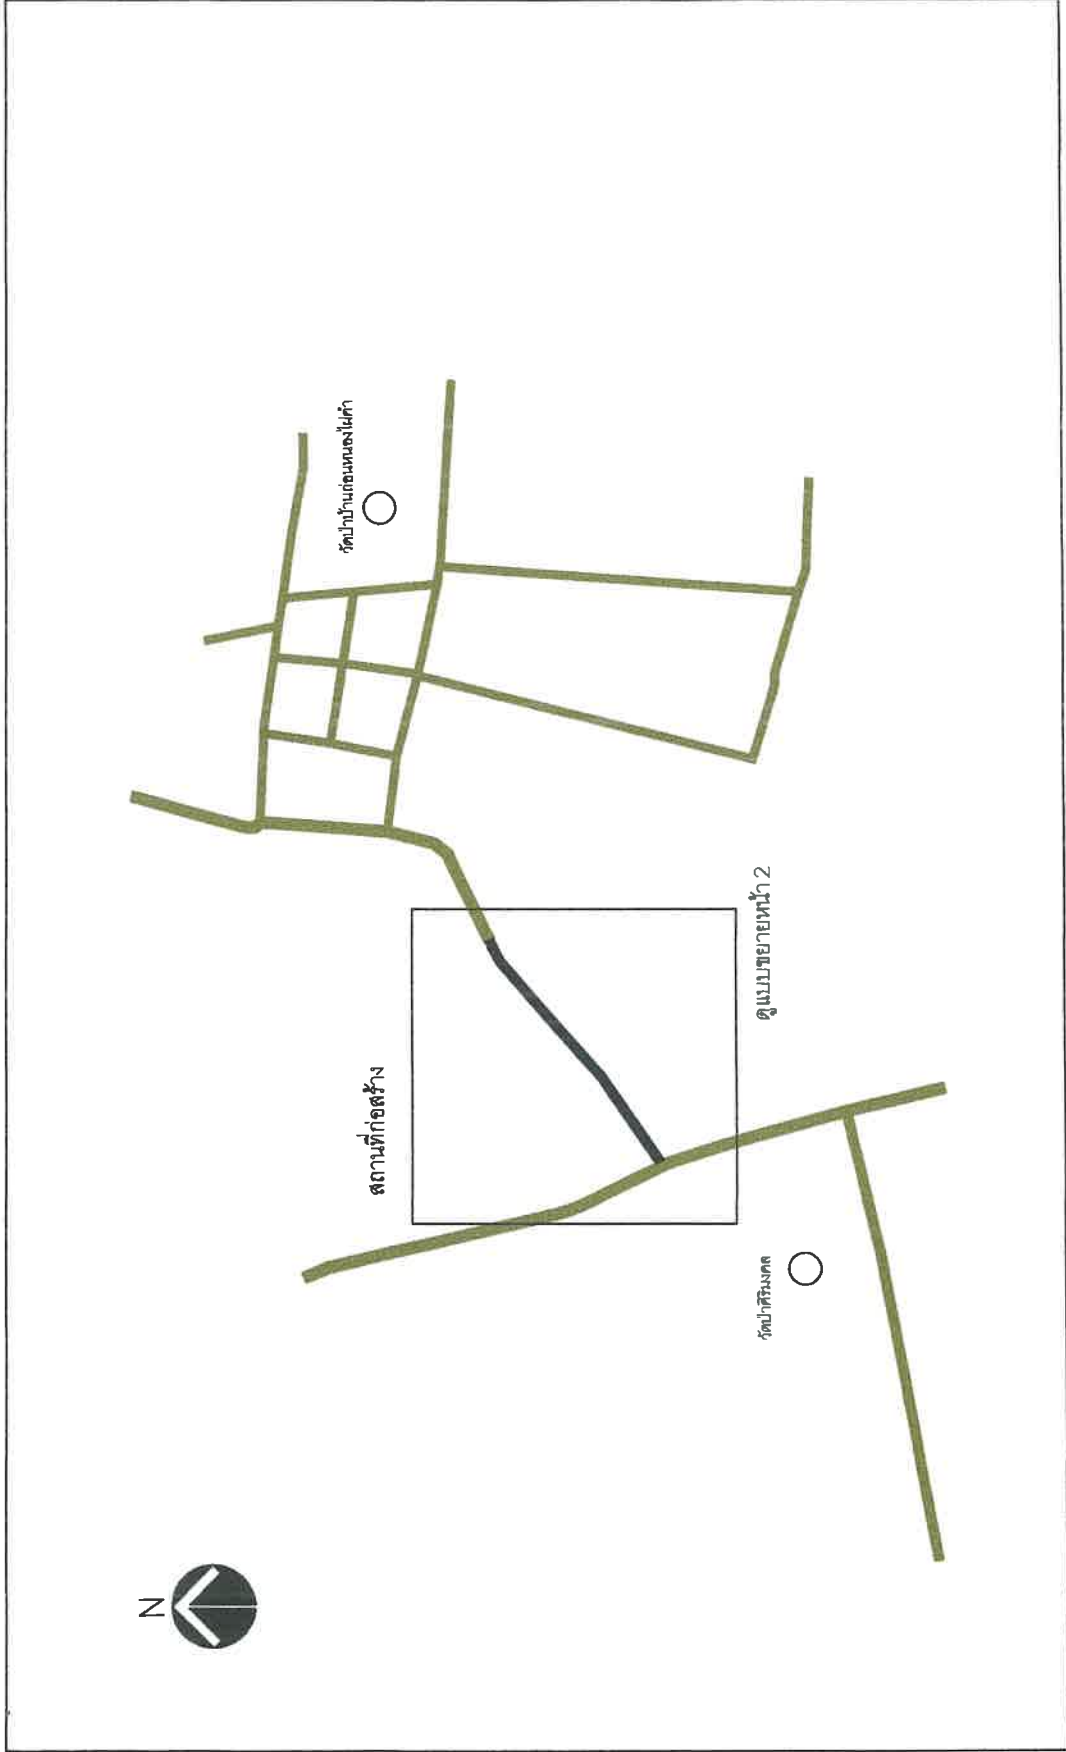 N
วัดป่าบ้านถ่อนหนองไผ่คำ
สถานที่ก่อสร้าง
ดูแบบขยายหน้า 2
วัดป่าศิริมงคล